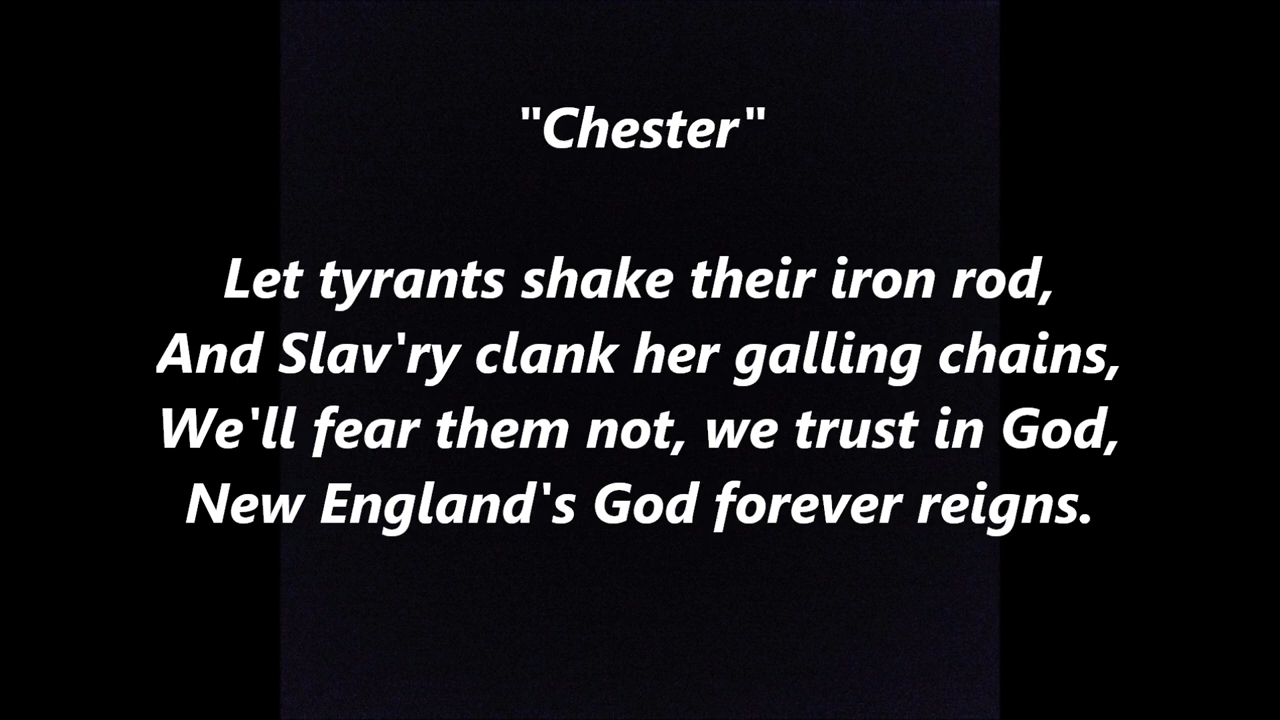 "Chester"
Let tyrants shake their iron rod,
And Slav'ry clank her galling chains,
We'll fear them not, we trust in God,
New England's God forever reigns.